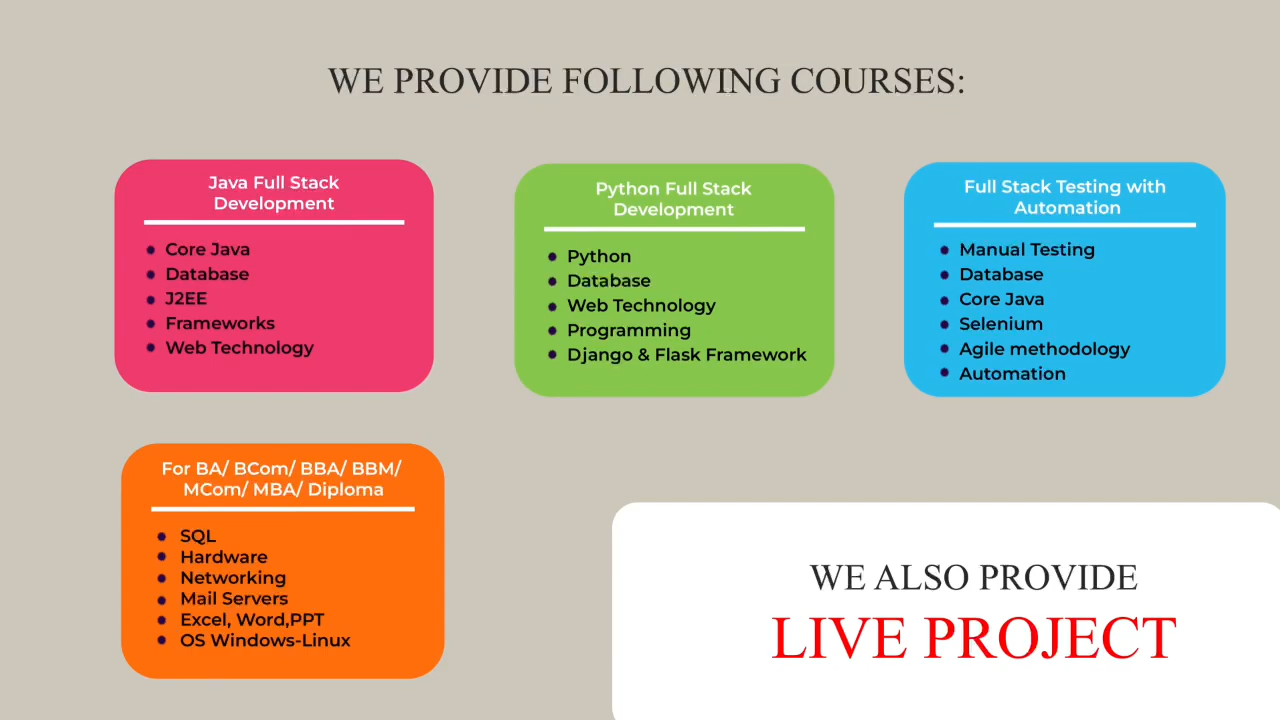 WE PROVIDE FOLLOWING COURSES:
Java Full Stack
Development
Core Java
Database
J2EE
Frameworks
Web Technology
Python Full Stack
Development
Python
Database
Web Technology
Programming
Django & Flask Framework
Full Stack Testing with
Automation
Manual Testing
Database
Core Java
Selenium
Agile methodology
Automation
For BA/ BCom/ BBA/ BBM/
MCom/ MBA/ Diploma
SQL
Hardware
Networking
Mail Servers
Excel, Word,PPT
OS Windows-Linux
WE ALSO PROVIDE
LIVE PROJECT